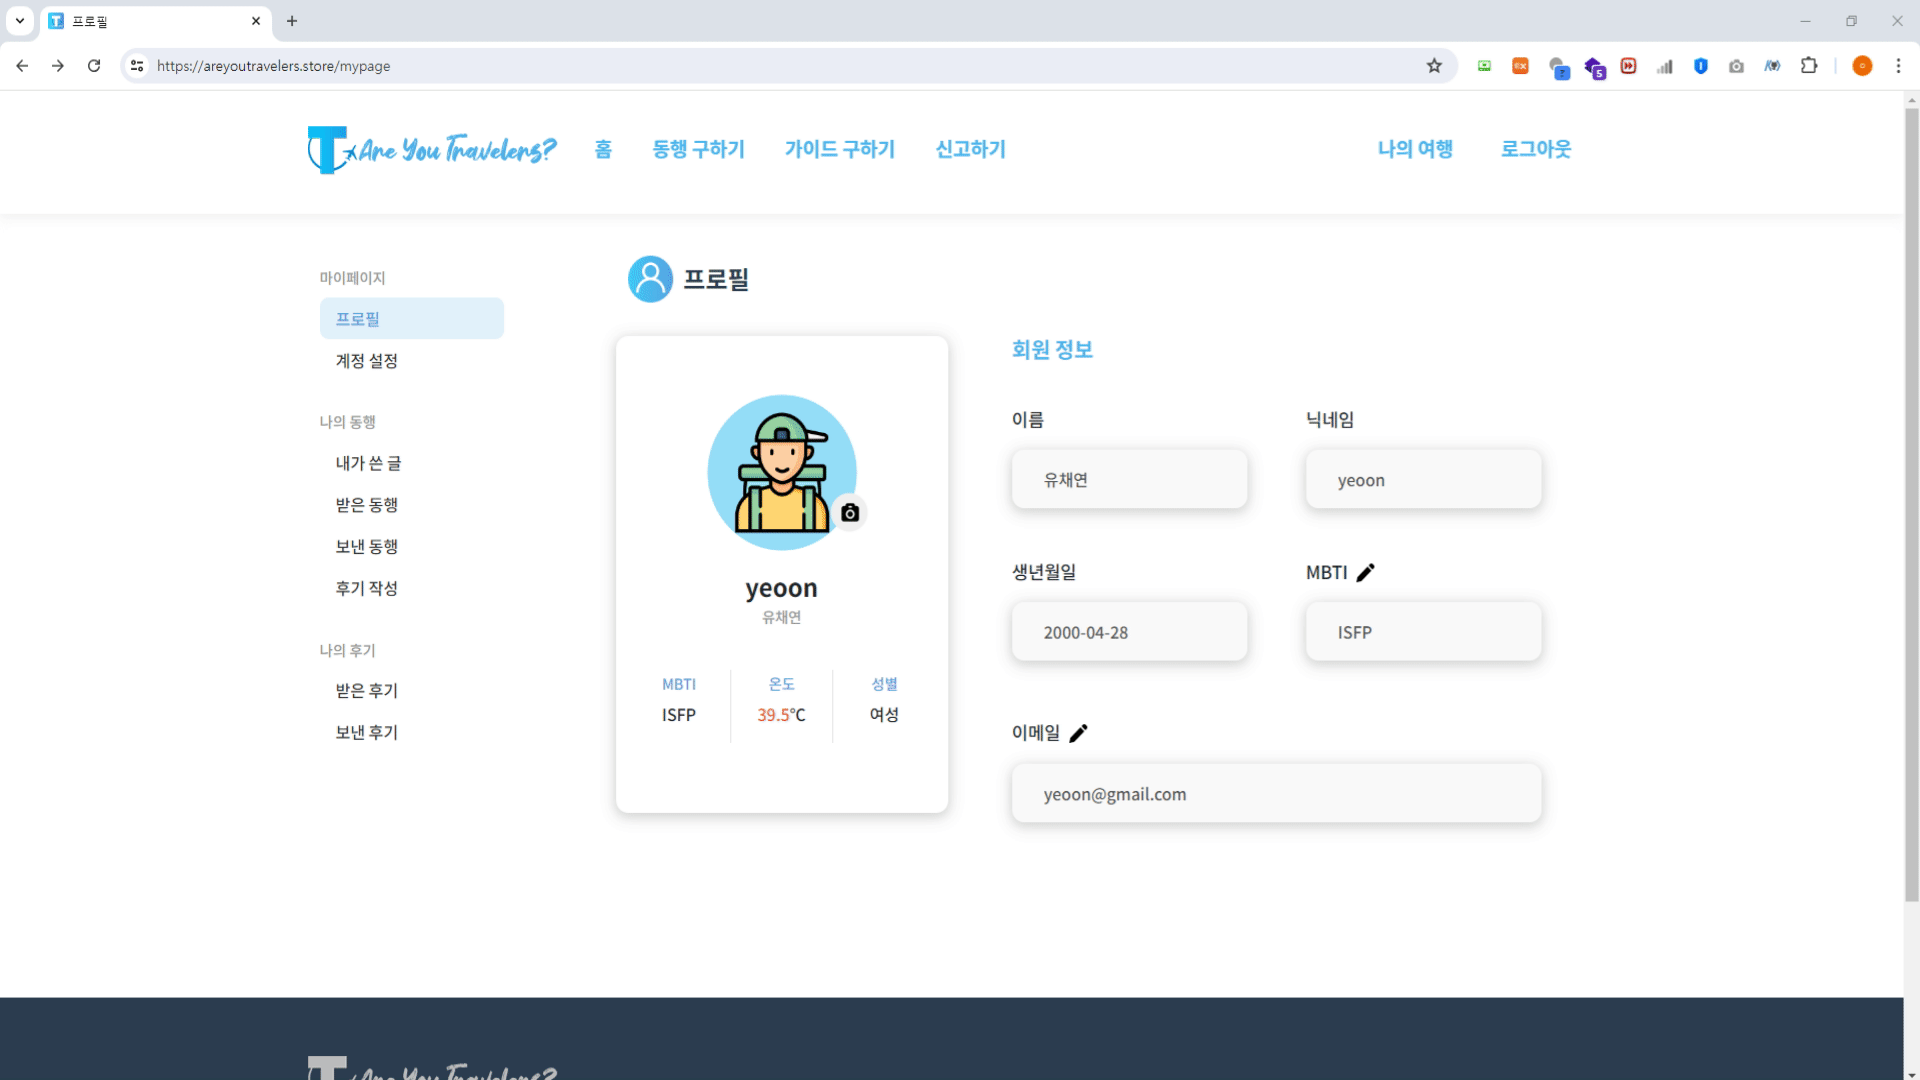 프로필
https://areyoutravelers.store/mypage
Are You Travelers?
홈
동행 구하기
가이드 구하기
신고하기
나의 여행
로그아웃
마이페이지
프로필
계정 설정
나의 동행
내가 쓴 글
받은 동행
보낸 동행
후기 작성
나의 후기
받은 후기
보낸 후기
프로필
yeoon
유채연
MBTI
ISFP
온도
39.5°C
성별
여성
회원 정보
이름
유채연
닉네임
yeoon
생년월일
2000-04-28
MBTI
ISFP
이메일
yeoon@gmail.com
Are You Travelers?